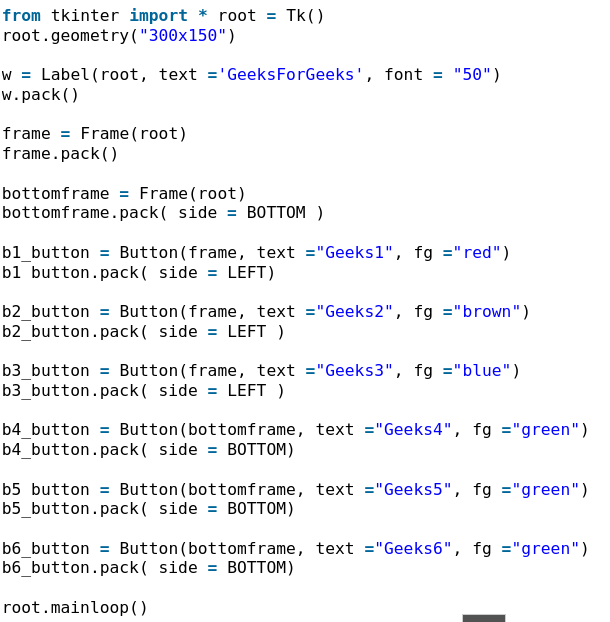 from tkinter import * root = Tk()
root.geometry("300x150")
w = Label(root, text ='GeeksForGeeks', font = "50")
w.pack()
frame = Frame(root)
frame.pack()
bottomframe = Frame(root)
bottomframe.pack( side = BOTTOM )
b1_button = Button(frame, text ="Geeks1", fg ="red")
b1 button.pack( side = LEFT)
b2_button = Button(frame, text ="Geeks2", fg ="brown")
b2_button.pack( side = LEFT )
b3_button = Button(frame, text ="Geeks3", fg ="blue")
b3_button.pack( side = LEFT )
b4_button = Button(bottomframe, text ="Geeks4", fg ="green")
b4_button.pack( side = BOTTOM)
b5 button = Button(bottomframe, text ="Geeks5", fg ="green")
b5_button.pack( side = BOTTOM)
b6_button = Button(bottomframe, text ="Geeks6", fg ="green")
b6_button.pack( side = BOTTOM)
root.mainloop()